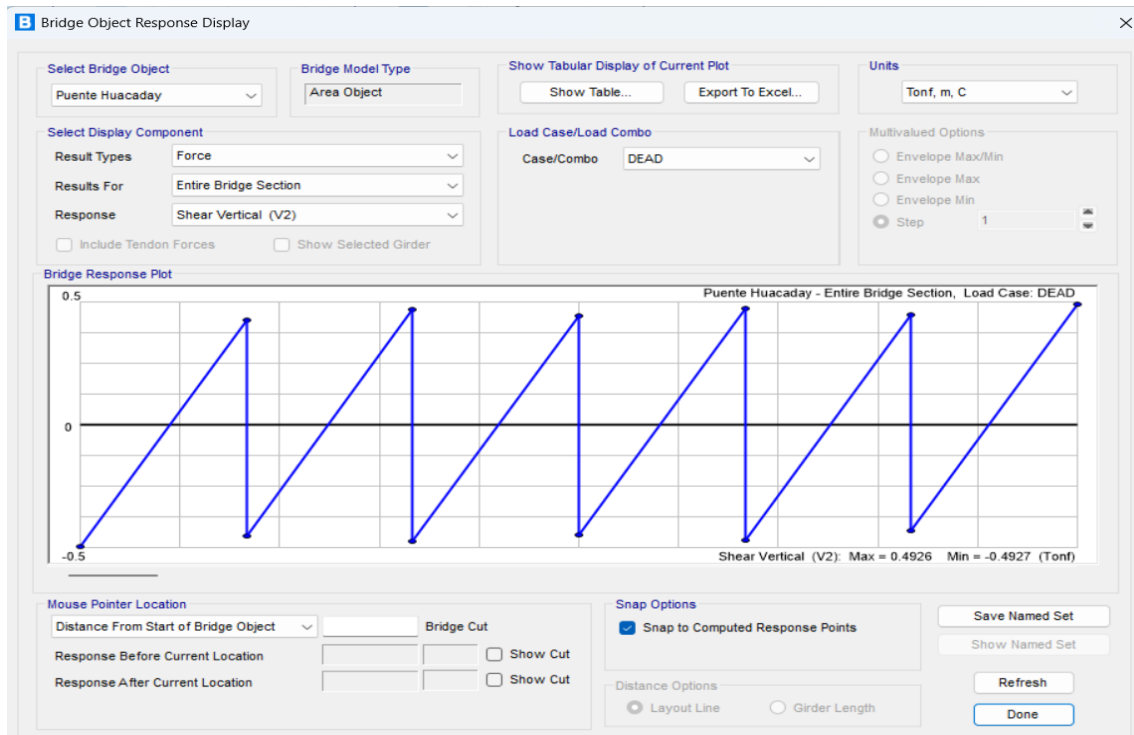 B Bridge Object Response Display
Select Bridge Object
Puente Huacaday
Bridge Model Type
Area Object
Show Tabular Display of Current Plot
Show Table...
Export To Excel...
Units
Tonf, m, C
Select Display Component
Result Types
Force
Results For
Entire Bridge Section
Response
Shear Vertical (V2)
Include Tendon Forces
Show Selected Girder
Load Case/Load Combo
Case/Combo
DEAD
Multivalued Options
Envelope Max/Min
Envelope Max
Envelope Min
Step
1
Bridge Response Plot
0.5
Puente Huacaday - Entire Bridge Section, Load Case: DEAD
0
-0.5
Shear Vertical (V2): Max = 0.4926 Min = -0.4927 (Tonf)
Mouse Pointer Location
Distance From Start of Bridge Object
Bridge Cut
Response Before Current Location
Show Cut
Response After Current Location
Show Cut
Snap Options
Snap to Computed Response Points
Distance Options
Layout Line
Girder Length
Save Named Set
Show Named Set
Refresh
Done